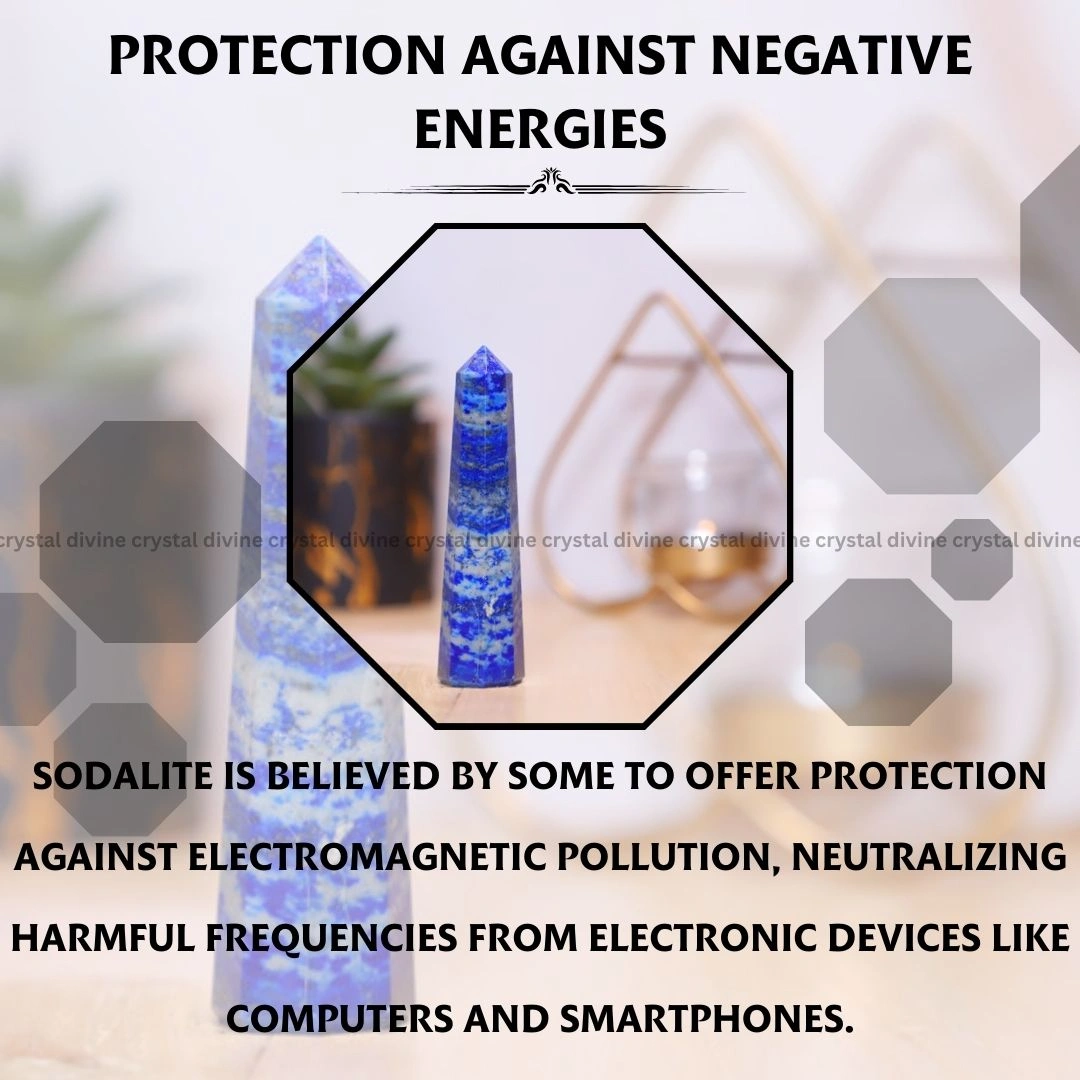 PROTECTION AGAINST NEGATIVE
ENERGIES
crystal divine crystal divine crystal divine crystal divine crystal divine crystal divine crystal divine crystal divine
SODALITE IS BELIEVED BY SOME TO OFFER PROTECTION
AGAINST ELECTROMAGNETIC POLLUTION, NEUTRALIZING
HARMFUL FREQUENCIES FROM ELECTRONIC DEVICES LIKE
COMPUTERS AND SMARTPHONES.